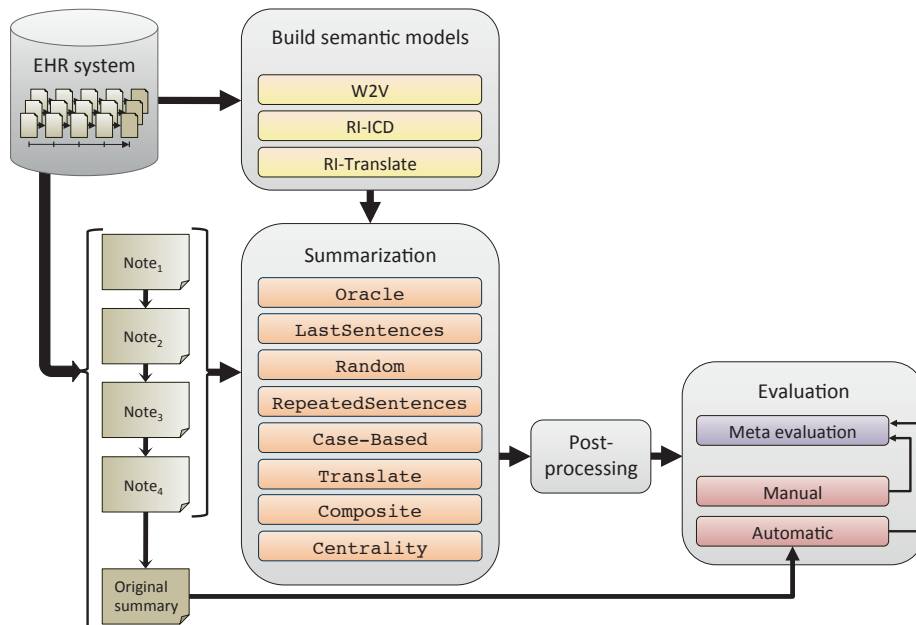 EHR system
Build semantic models
W2V
RI-ICD
RI-Translate
Note₁
Note₂
Note₃
Note₄
Original
summary
Summarization
Oracle
LastSentences
Random
RepeatedSentences
Case-Based
Translate
Composite
Centrality
Post-
processing
Evaluation
Meta evaluation
Manual
Automatic